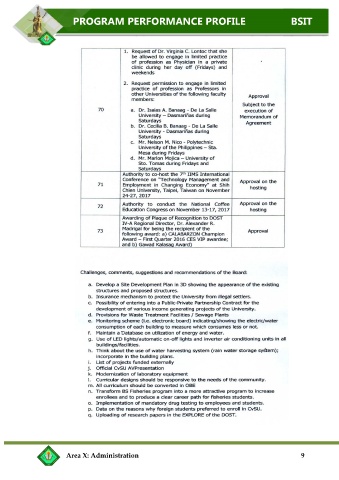 PROGRAM PERFORMANCE PROFILE BSIT
1. Request of Dr. Virginia C. Lontoc that she
be allowed to engage in limited practice
of profession as Physician in a private
clinic during her day off (Fridays) and
weekends
2. Request permission to engage in limited
practice of profession as Professors in
other Universities of the following faculty
members:
70
a. Dr. Isaias A. Banaag - De La Salle
University – Dasmariñas during
Saturdays
b. Dr. Cecilia B. Banaag - De La Salle
University - Dasmariñas during
Saturdays
c. Mr. Nelson M. Nico - Polytechnic
University of the Philippines – Sta.
Mesa during Fridays
d. Mr. Marlon Mojica – University of
Sto. Tomas during Fridays and
Saturdays
Approval
Subject to the
execution of
Memorandum of
Agreement
71
Authority to co-host the 7th IIMS International
Conference on "Technology Management and
Employment in Changing Economy" at Shih
Chien University, Taipei, Taiwan on November
24-27, 2017
Approval on the
hosting
72
Authority to conduct the National Coffee
Education Congress on November 13-17, 2017
Approval on the
hosting
73
Awarding of Plaque of Recognition to DOST
IV-A Regional Director, Dr. Alexander R.
Madrigal for being the recipient of the
following award: a) CALABARZON Champion
Award – First Quarter 2016 CES VIP awardee;
and b) Gawad Kalasag Award)
Approval
Challenges, comments, suggestions and recommendations of the Board:
a. Develop a Site Development Plan in 3D showing the appearance of the existing
structures and proposed structures.
b. Insurance mechanism to protect the University from illegal settlers.
c. Possibility of entering into a Public-Private Partnership Contract for the
development of various income generating projects of the University.
d. Provisions for Waste Treatment Facilities / Sewage Plants
e. Monitoring scheme (i.e. electronic board) indicating/showing the electric/water
consumption of each building to measure which consumes less or not.
f. Maintain a Database on utilization of energy and water.
g. Use of LED lights/automatic on-off lights and inverter air conditioning units in all
buildings/facilities.
h. Think about the use of water harvesting system (rain water storage system);
incorporate in the building plans.
i. List of projects funded externally
j. Official CvSU AVPresentation
k. Modernization of laboratory equipment
l. Curricular designs should be responsive to the needs of the community.
m. All curriculum should be converted in OBE
n. Transform BS Fisheries program into a more attractive program to increase
enrollees and to produce a clear career path for fisheries students.
o. Implementation of mandatory drug testing to employees and students.
p. Data on the reasons why foreign students preferred to enroll in CvSU.
q. Uploading of research papers in the EXPLORE of the DOST.
Area X: Administration 9